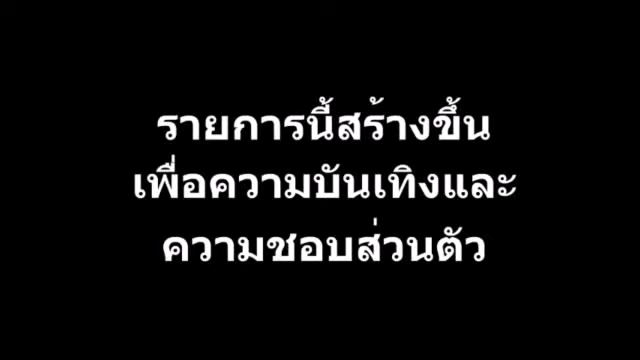 รายการนี้สร้างขึ้น
เพื่อความบันเทิงและ
ความชอบส่วนตัว